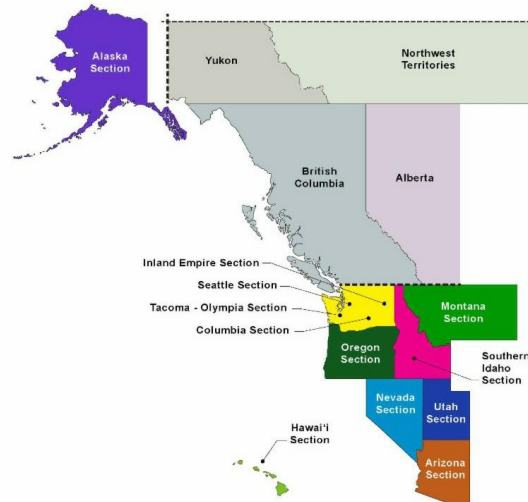 Alaska
Section
Yukon
Northwest
Territories
British
Columbia
Alberta
Inland Empire Section
Seattle Section
Tacoma - Olympia Section
Columbia Section
Montana
Section
Oregon
Section
Southern
Idaho
Section
Nevada
Section
Utah
Section
Hawai'i
Section
Arizona
Section